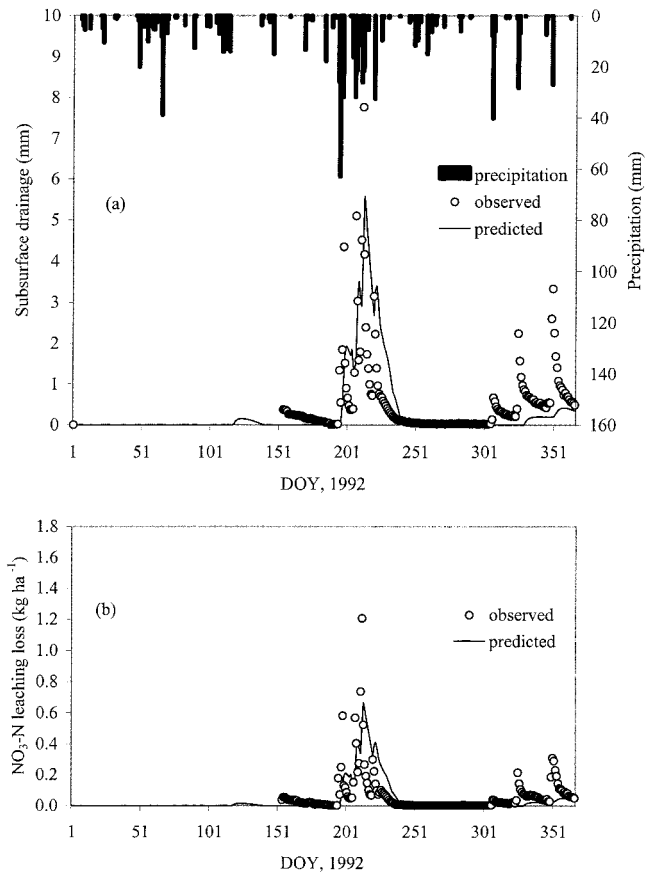 10
9
8
7
6
5
4
3
2
1
0
Subsurface drainage (mm)
0
20
40
60
80
100
120
140
160
Precipitation (mm)
(a)
precipitation
observed
predicted
1 51 101 151 201 251 301 351
DOY, 1992
1.8
1.6
1.4
1.2
1.0
0.8
0.6
0.4
0.2
0.0
NO3-N leaching loss (kg ha -1)
(b)
observed
predicted
1 51 101 151 201 251 301 351
DOY, 1992